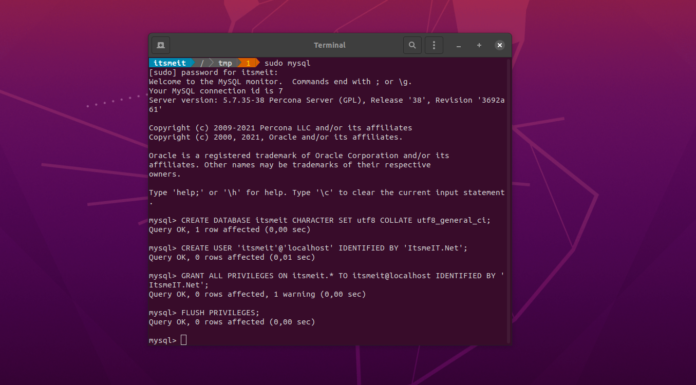 Terminal
itsmeit / tmp 1 sudo mysql
[sudo] password for itsmeit:
Welcome to the MySQL monitor.  Commands end with ; or \g.
Your MySQL connection id is 7
Server version: 5.7.35-38 Percona Server (GPL), Release '38', Revision '3692a
61'
Copyright (c) 2009-2021 Percona LLC and/or its affiliates
Copyright (c) 2000, 2021, Oracle and/or its affiliates.
Oracle is a registered trademark of Oracle Corporation and/or its
affiliates. Other names may be trademarks of their respective
owners.
Type 'help;' or '\h' for help. Type '\c' to clear the current input statement
.
mysql> CREATE DATABASE itsmeit CHARACTER SET utf8 COLLATE utf8_general_ci;
Query OK, 1 row affected (0,00 sec)
mysql> CREATE USER 'itsmeit'@'localhost' IDENTIFIED BY 'ItsmeIT.Net';
Query OK, 0 rows affected (0,01 sec)
mysql> GRANT ALL PRIVILEGES ON itsmeit.* TO itsmeit@localhost IDENTIFIED BY '
ItsmeIT.Net';
Query OK, 0 rows affected, 1 warning (0,00 sec)
mysql> FLUSH PRIVILEGES;
Query OK, 0 rows affected (0,00 sec)
mysql>